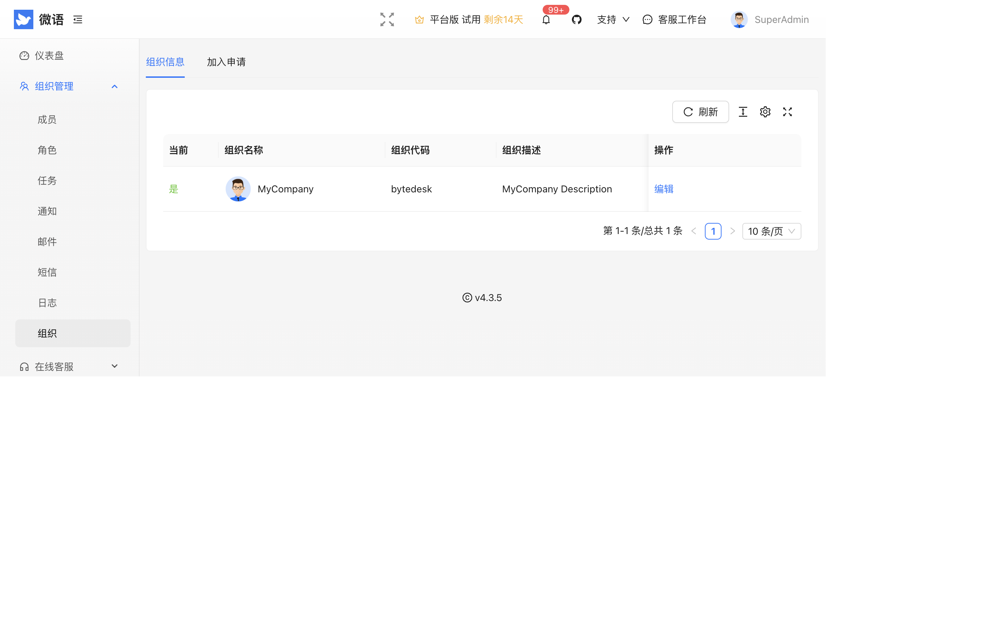 微语
平台版 试用 剩余14天
99+
支持
客服工作台
SuperAdmin
仪表盘
组织管理
成员
角色
任务
通知
邮件
短信
日志
组织
在线客服
组织信息 加入申请
刷新
当前 组织名称 组织代码 组织描述 操作
是 MyCompany bytedesk MyCompany Description 编辑
第 1-1 条/总共 1 条 1 10 条/页
© v4.3.5